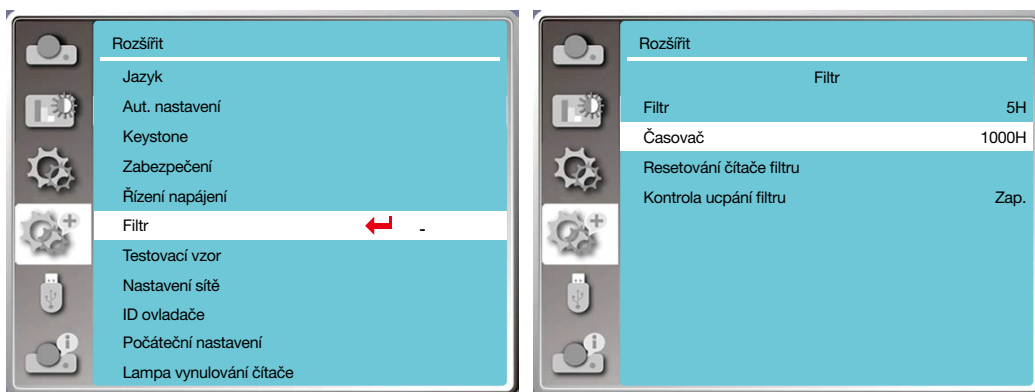 Rozšířit
Jazyk
Aut. nastavení
Keystone
Zabezpečení
Řízení napájení
Filtr -
Testovací vzor
Nastavení sítě
ID ovladače
Počáteční nastavení
Lampa vynulování čítače
Rozšířit
Filtr
Filtr 5H
Časovač 1000H
Resetování čítače filtru
Kontrola ucpání filtru Zap.